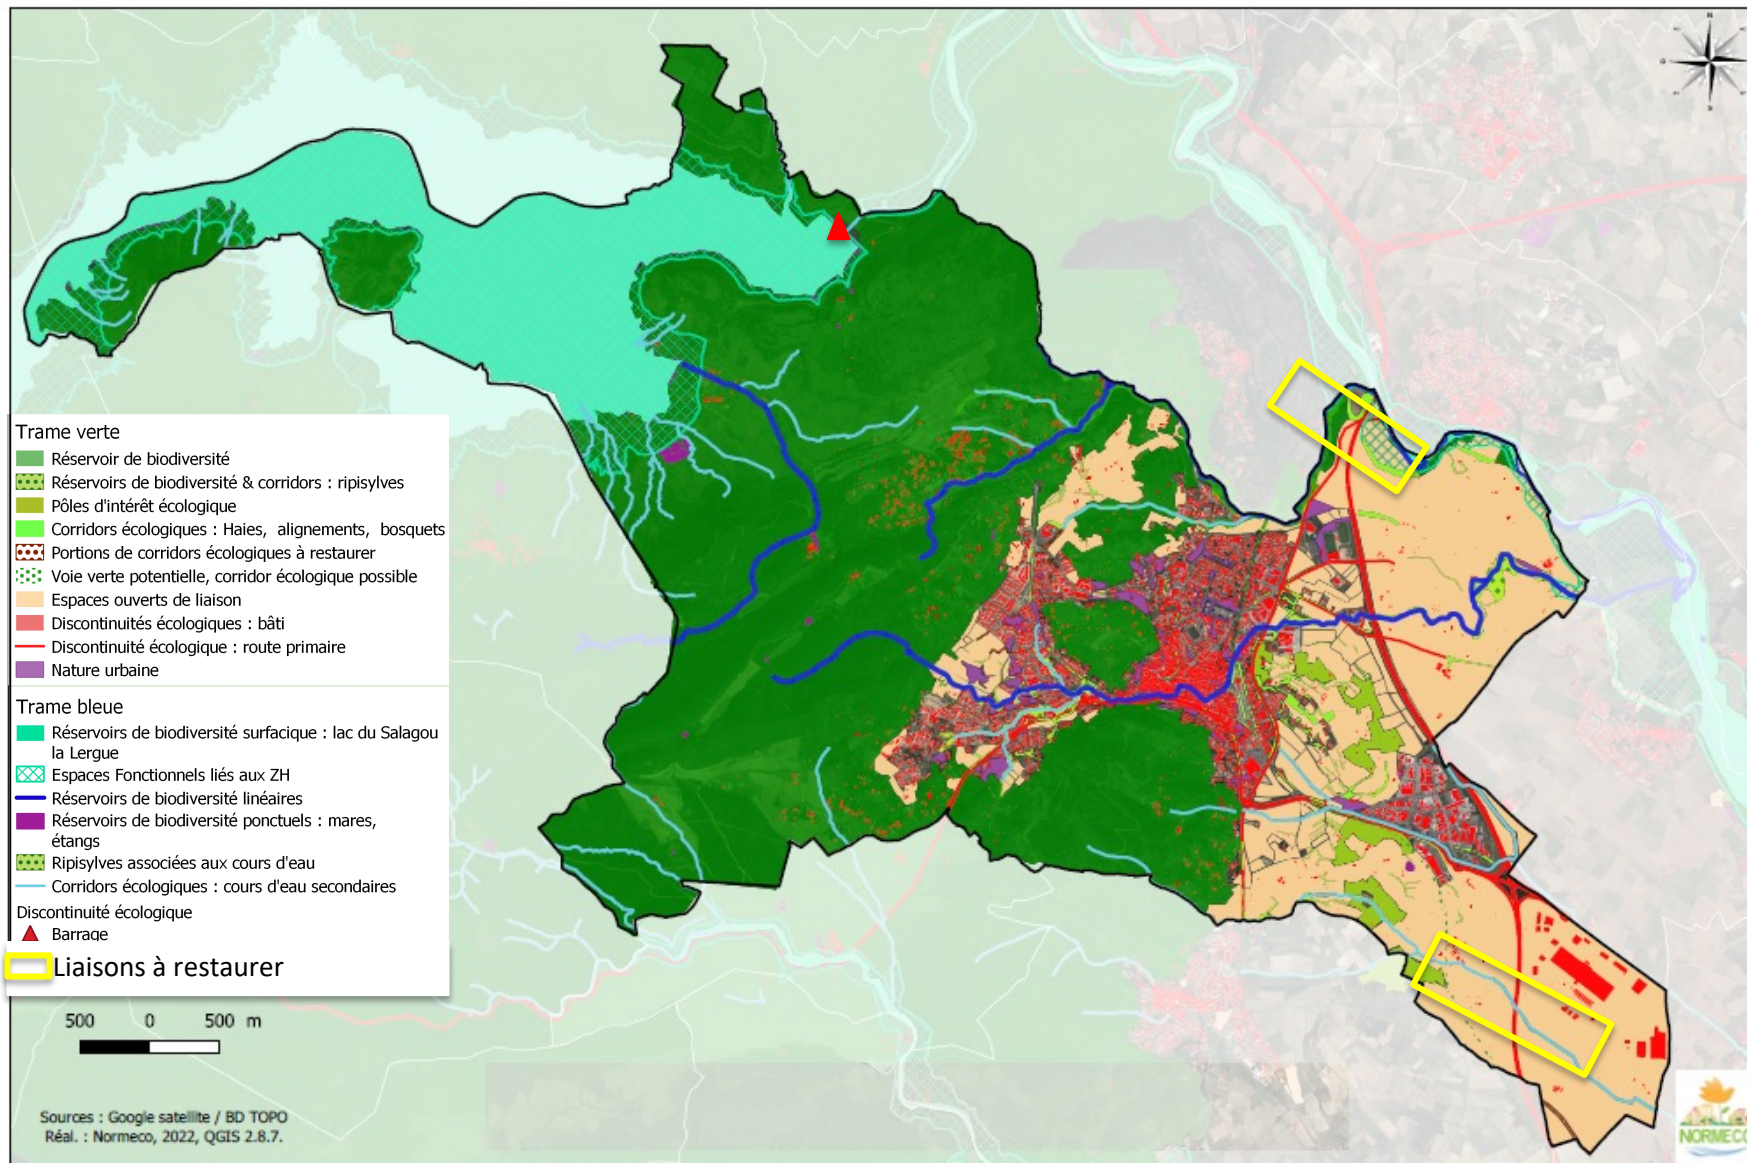 N
Trame verte
Réservoir de biodiversité
Réservoirs de biodiversité & corridors : ripisylves
Pôles d'intérêt écologique
Corridors écologiques : Haies, alignements, bosquets
Portions de corridors écologiques à restaurer
Voie verte potentielle, corridor écologique possible
Espaces ouverts de liaison
Discontinuités écologiques : bâti
Discontinuité écologique : route primaire
Nature urbaine
Trame bleue
Réservoirs de biodiversité surfacique : lac du Salagou
la Lergue
Espaces Fonctionnels liés aux ZH
Réservoirs de biodiversité linéaires
Réservoirs de biodiversité ponctuels : mares,
étangs
Ripisylves associées aux cours d'eau
Corridors écologiques : cours d'eau secondaires
Discontinuité écologique
Barrage
Liaisons à restaurer
500 0 500 m
Sources : Google satellite / BD TOPO
Réal. : Normeco, 2022, QGIS 2.8.7.
NORMECO